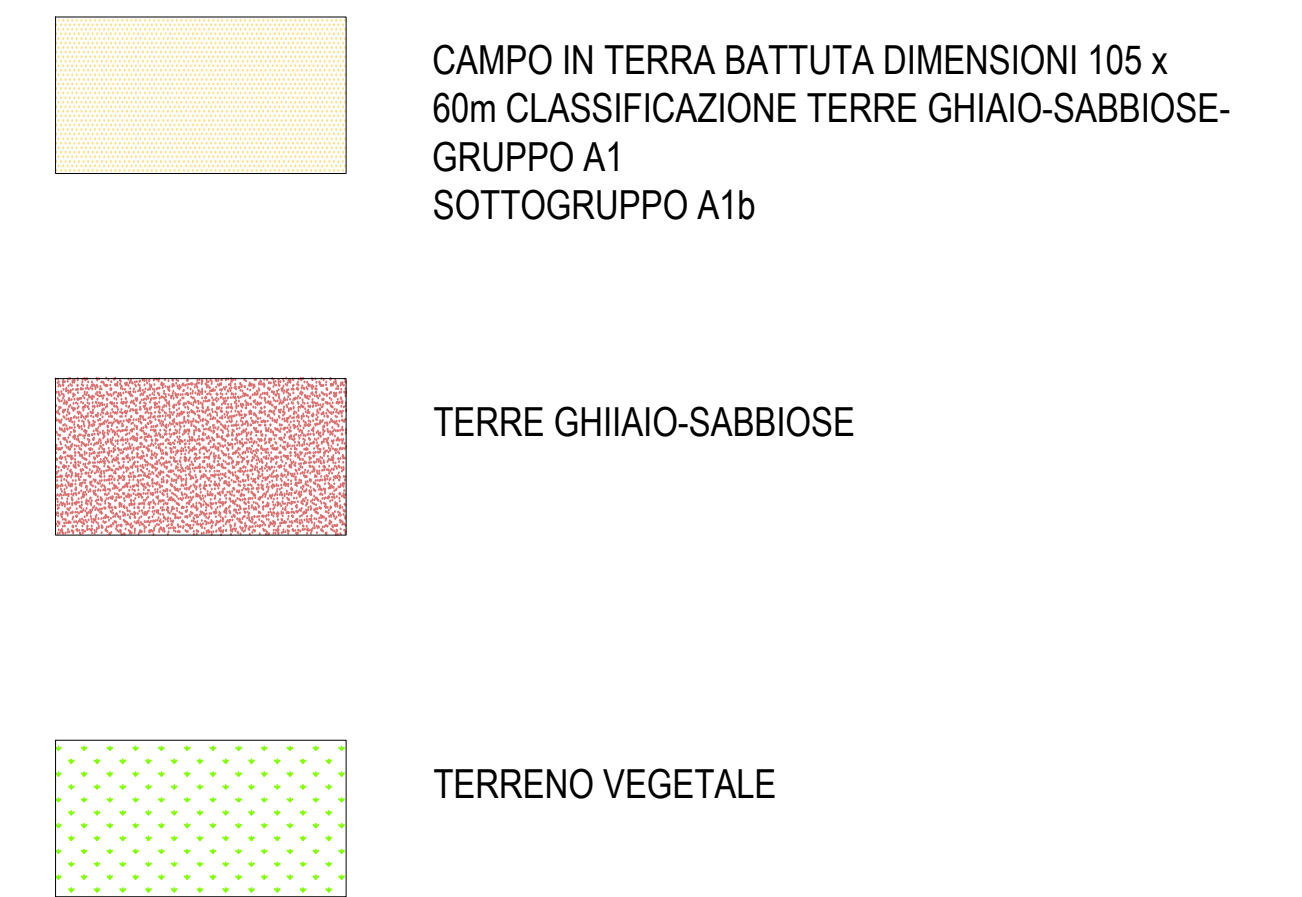 CAMPO IN TERRA BATTUTA DIMENSIONI 105 x
60m CLASSIFICAZIONE TERRE GHIAIO-SABBIOSE-
GRUPPO A1
SOTTOGRUPPO A1b
TERRE GHIIAIO-SABBIOSE
TERRENO VEGETALE